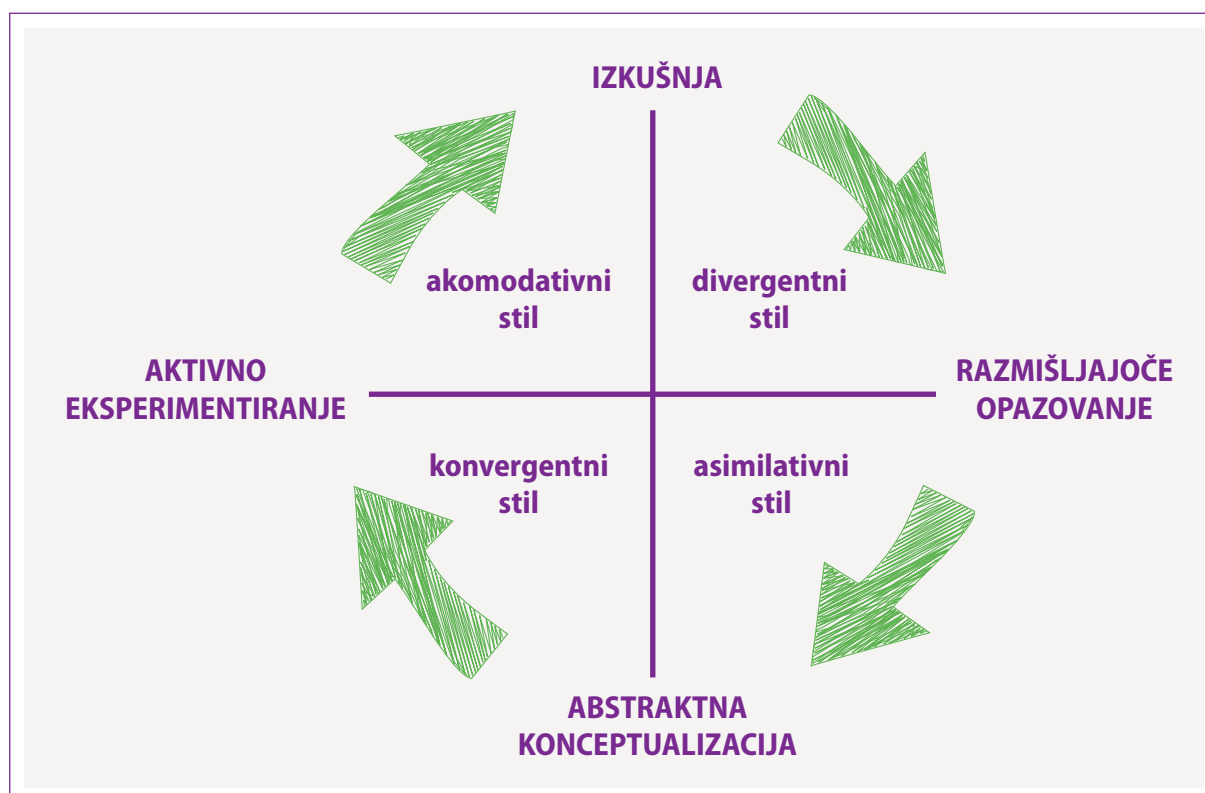 IZKUŠNJA
akomodativni
stil
divergentni
stil
AKTIVNO
EKSPERIMENTIRANJE
RAZMIŠLJAJOČE
OPAZOVANJE
konvergentni
stil
asimilativni
stil
ABSTRAKTNA
KONCEPTUALIZACIJA